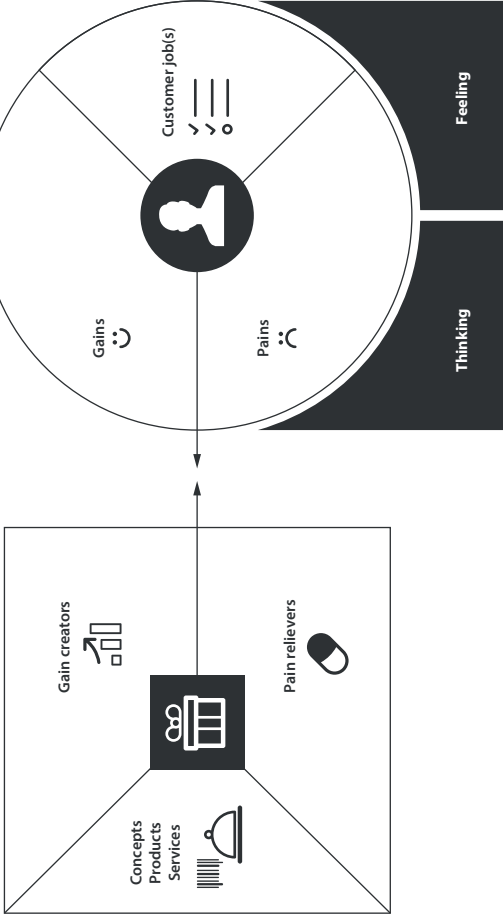 Concepts
Products
Services
Gain creators
Pain relievers
Gains
Pains
Customer job(s)
Thinking
Feeling